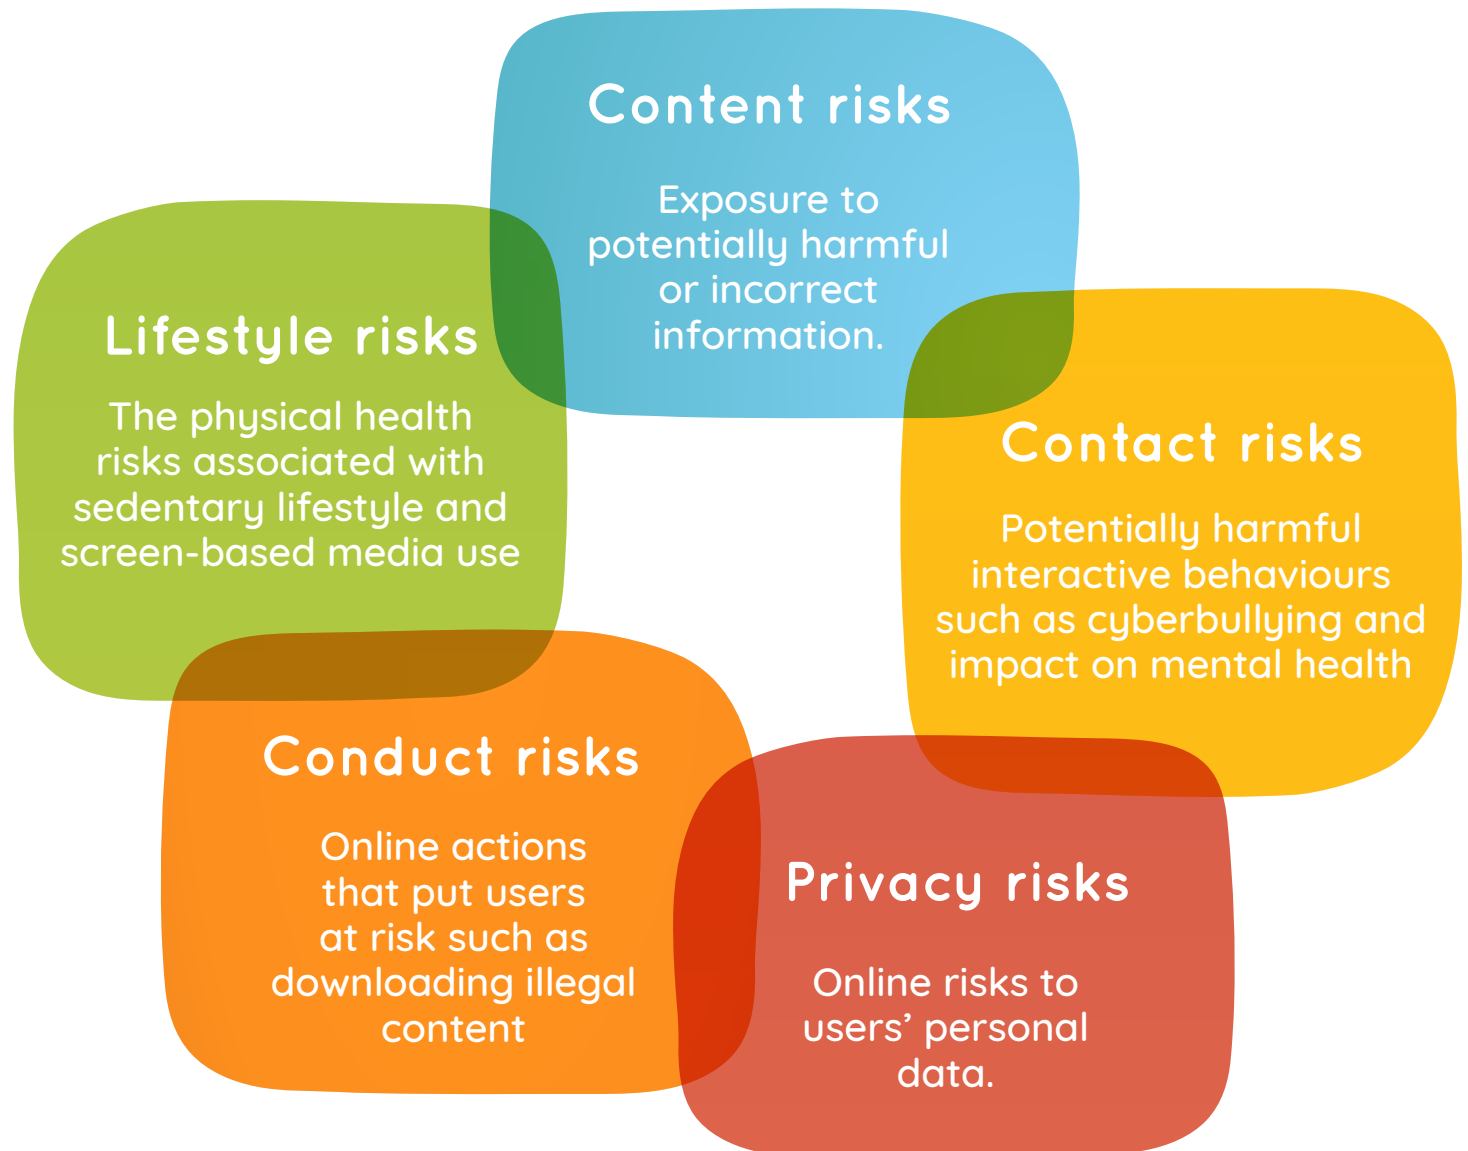 Content risks
Exposure to
potentially harmful
or incorrect
information.
Lifestyle risks
The physical health
risks associated with
sedentary lifestyle and
screen-based media use
Contact risks
Potentially harmful
interactive behaviours
such as cyberbullying and
impact on mental health
Conduct risks
Online actions
that put users
at risk such as
downloading illegal
content
Privacy risks
Online risks to
users’ personal
data.